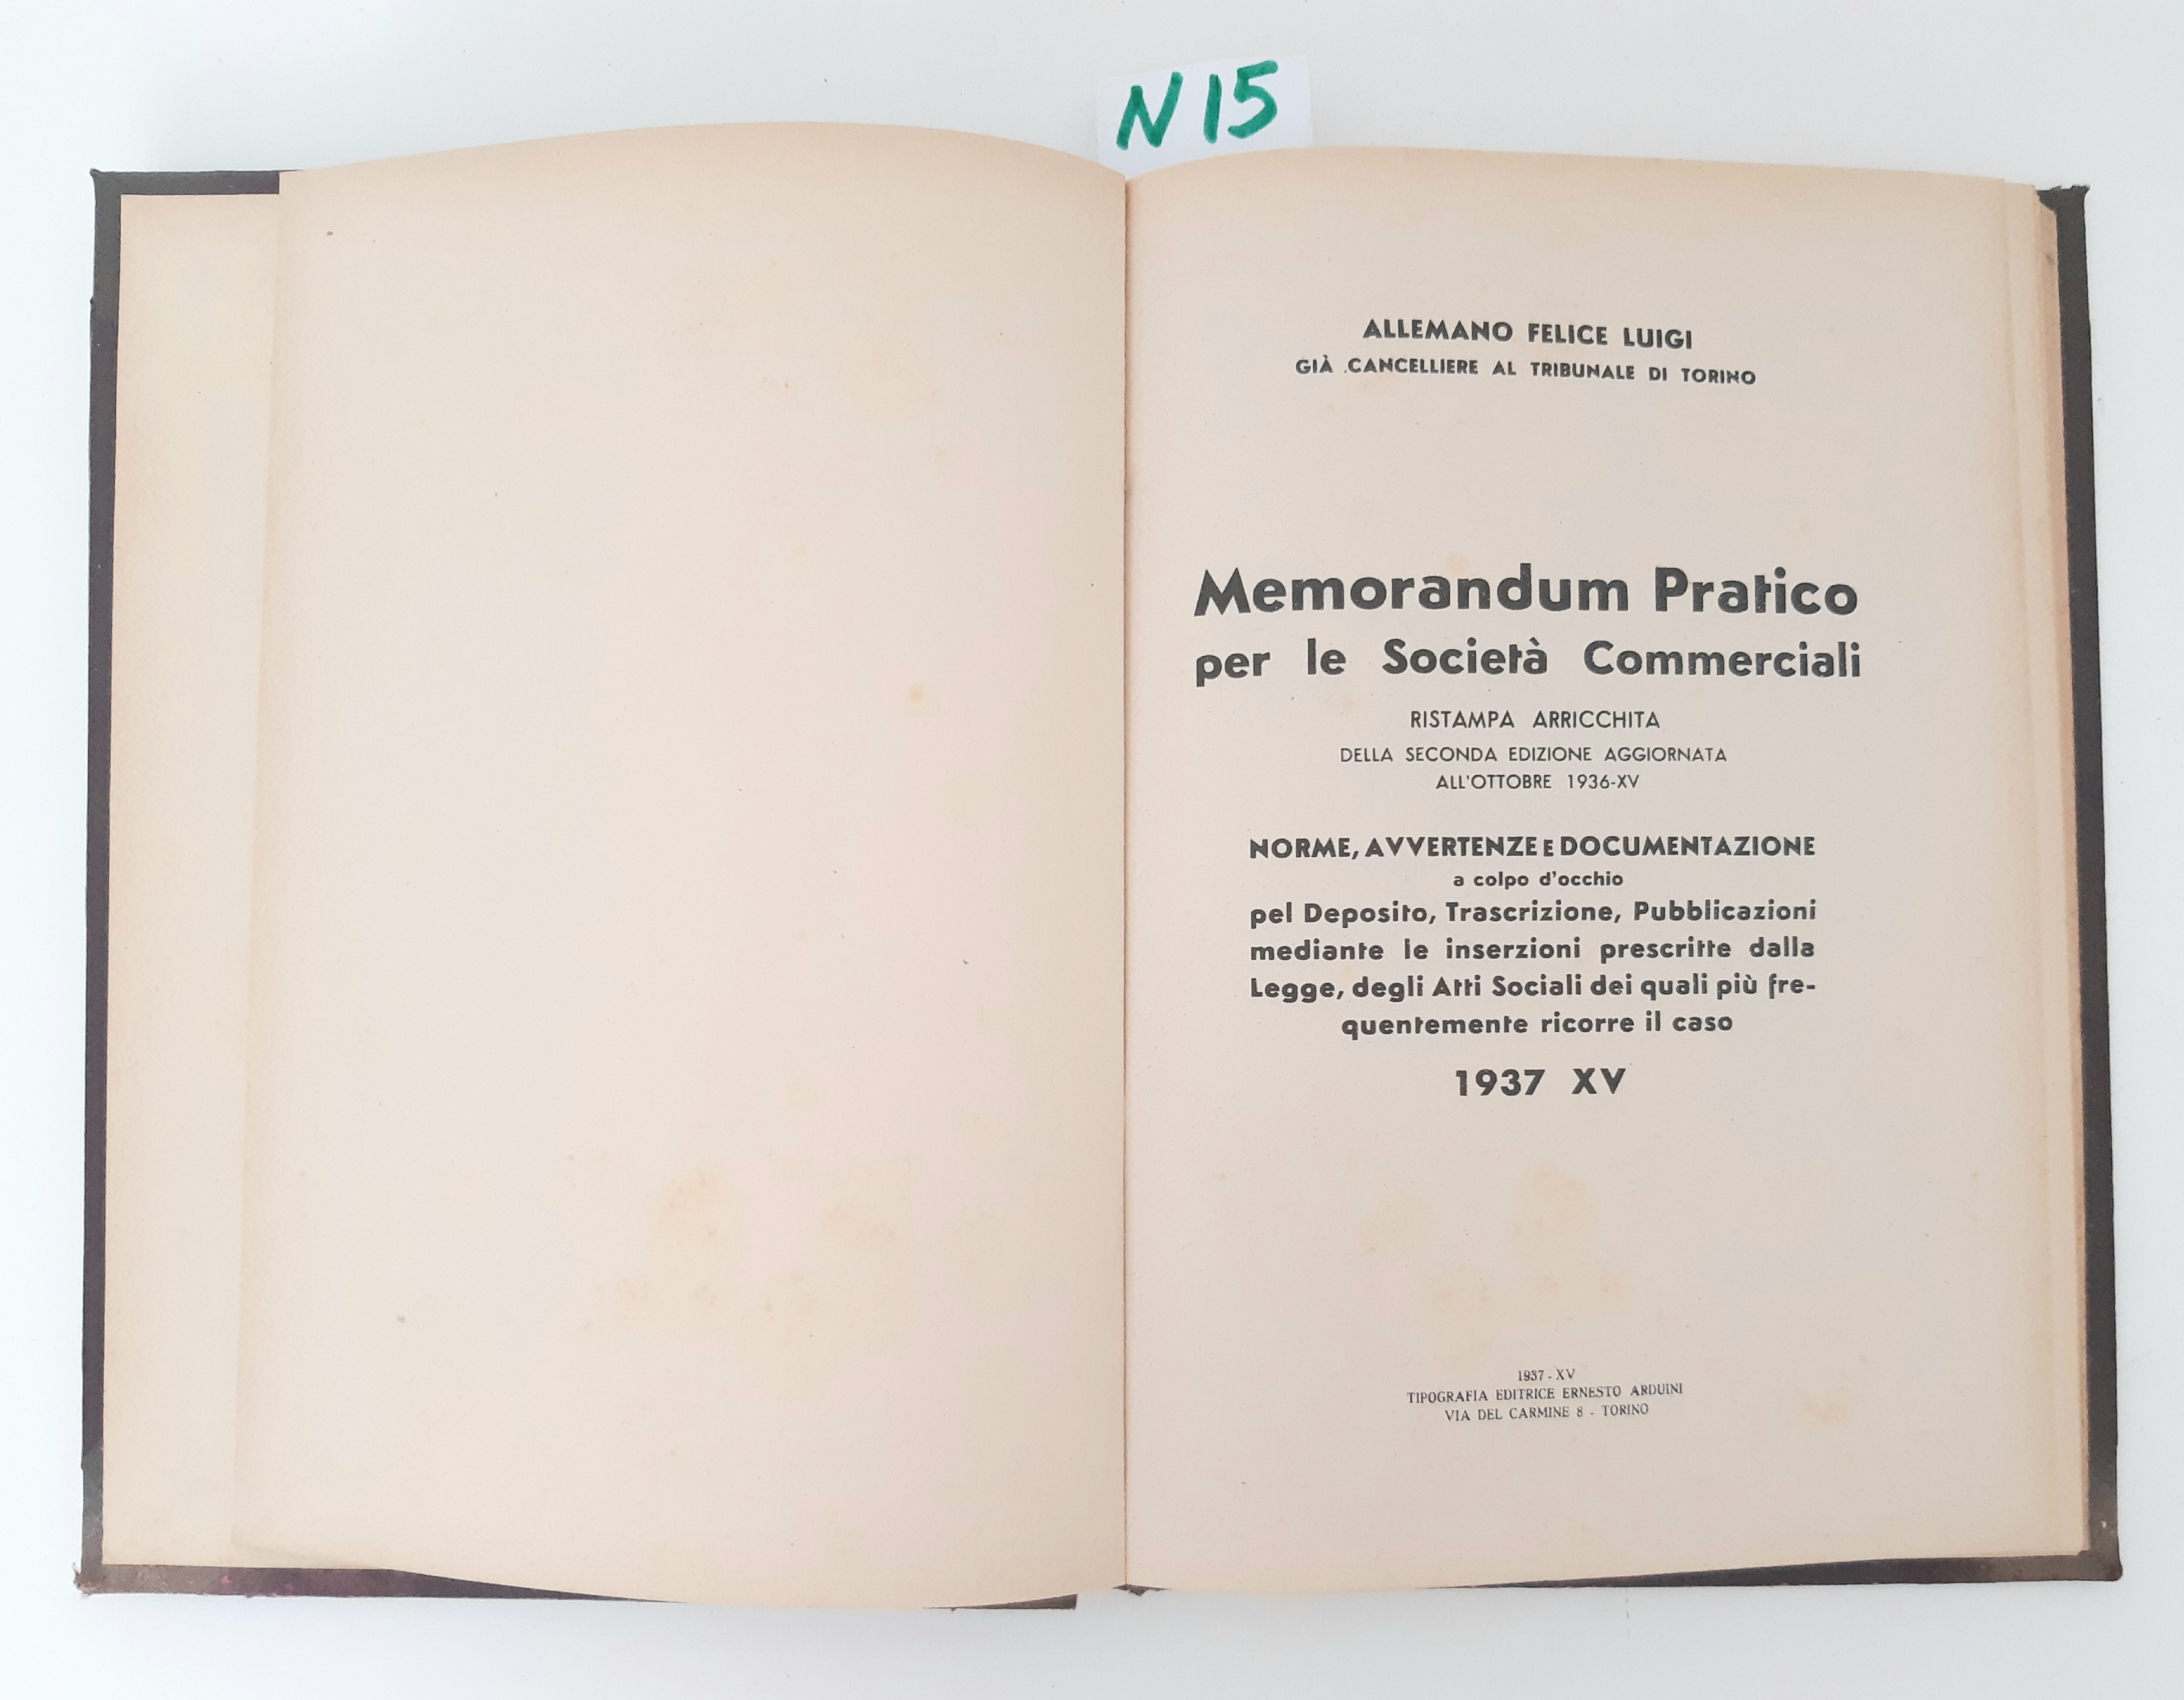 N 15
ALLEMANO FELICE LUIGI
GIÀ CANCELLIERE AL TRIBUNALE DI TORINO
Memorandum Pratico
per le Società Commerciali
RISTAMPA ARRICCHITA
DELLA SECONDA EDIZIONE AGGIORNATA
ALL'OTTOBRE 1936-XV
NORME, AVVERTENZE E DOCUMENTAZIONE
a colpo d'occhio
pel Deposito, Trascrizione, Pubblicazioni
mediante le inserzioni prescritte dalla
Legge, degli Atti Sociali dei quali più fre-
quentemente ricorre il caso
1937 XV
1937 - XV
TIPOGRAFIA EDITRICE ERNESTO ARDUINI
VIA DEL CARMINE 8 - TORINO